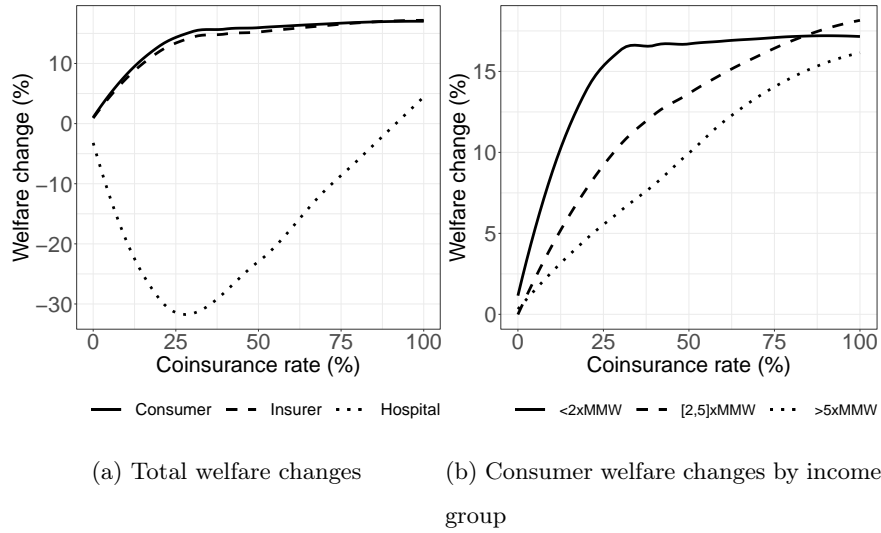 Welfare change (%)
10
0
−10
−20
−30
0
25
50
75
100
Coinsurance rate (%)
Consumer
Insurer
Hospital
(a) Total welfare changes
Welfare change (%)
15
10
5
0
0
25
50
75
100
Coinsurance rate (%)
<2xMMW
[2,5]xMMW
>5xMMW
(b) Consumer welfare changes by income
group